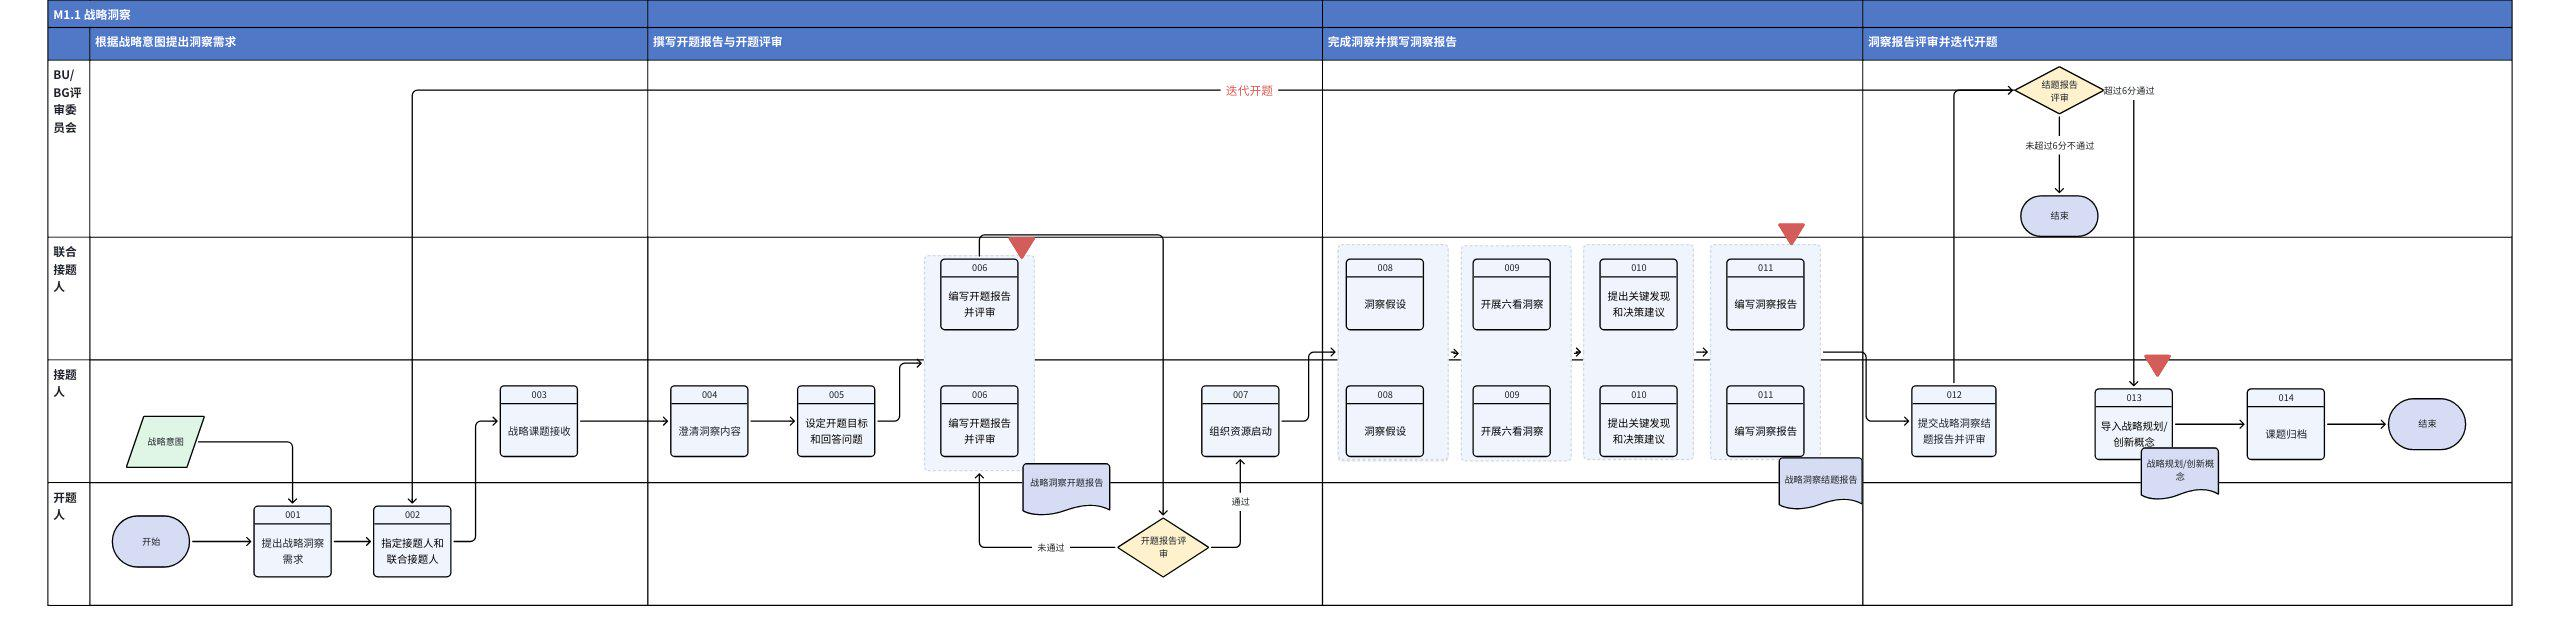 M1.1 战略洞察
根据战略意图提出洞察需求
撰写开题报告与开题评审
完成洞察并撰写洞察报告
洞察报告评审并迭代开题
BU/
BG评
审委
员会
迭代开题
结题报告
评审
超过6分通过
未超过6分不通过
结束
联合
接题
人
006
编写开题报告
并评审
008
洞察假设
009
开展六看洞察
010
提出关键发现
和决策建议
011
编写洞察报告
接题
人
战略意图
003
战略课题接收
004
澄清洞察内容
005
设定开题目标
和回答问题
006
编写开题报告
并评审
战略洞察开题报告
007
组织资源启动
008
洞察假设
009
开展六看洞察
010
提出关键发现
和决策建议
011
编写洞察报告
战略洞察结题报告
012
提交战略洞察结
题报告并评审
013
导入战略规划/
创新概念
战略规划/创新概
念
014
课题归档
结束
开题
人
开始
001
提出战略洞察
需求
002
指定接题人和
联合接题人
未通过
开题报告评
审
通过